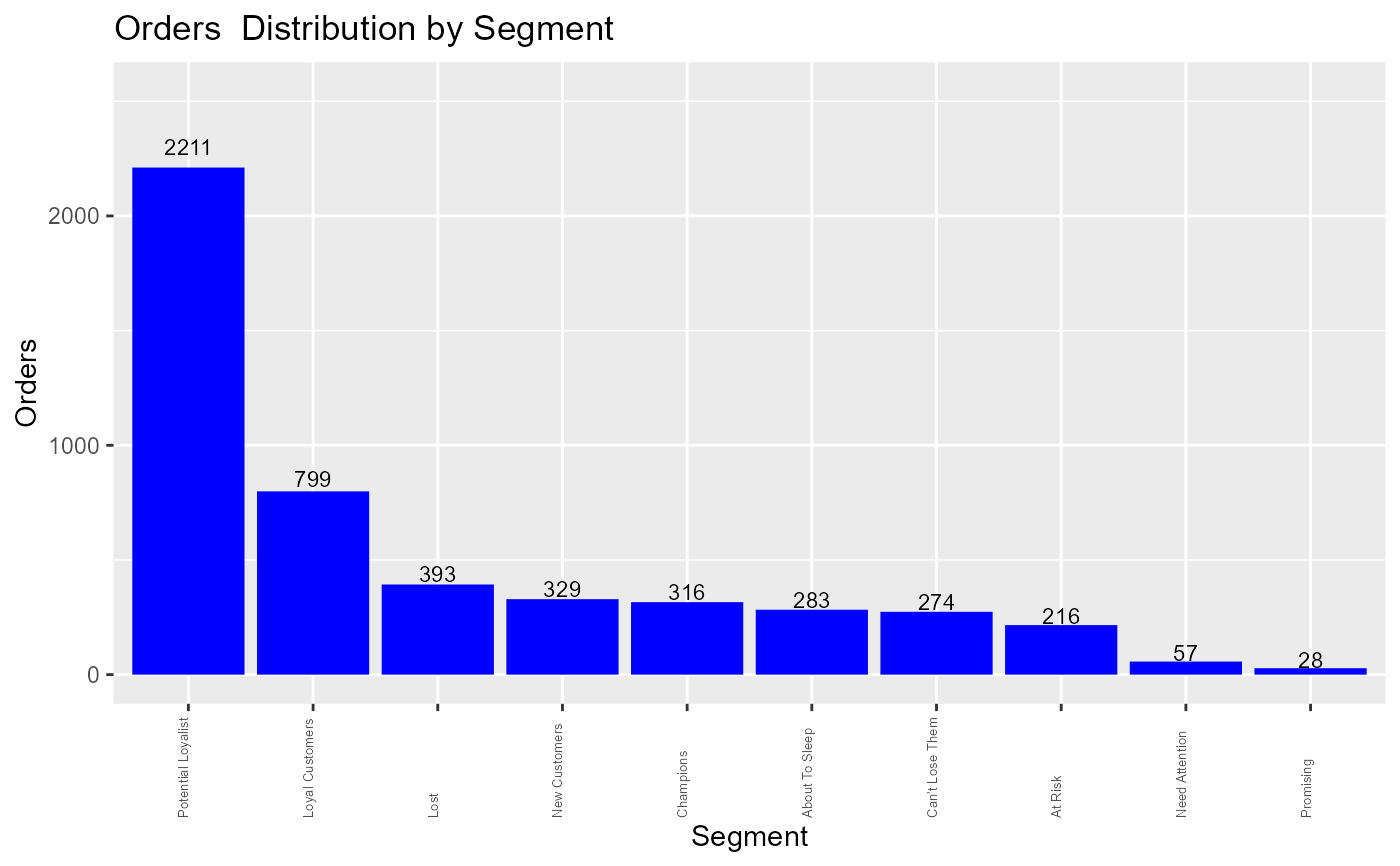 Orders  Distribution by Segment
2211
799
393
329
316
283
274
216
57
28
2000
1000
0
Orders
Potential Loyalist
Loyal Customers
Lost
New Customers
Champions
About To Sleep
Can't Lose Them
At Risk
Need Attention
Promising
Segment